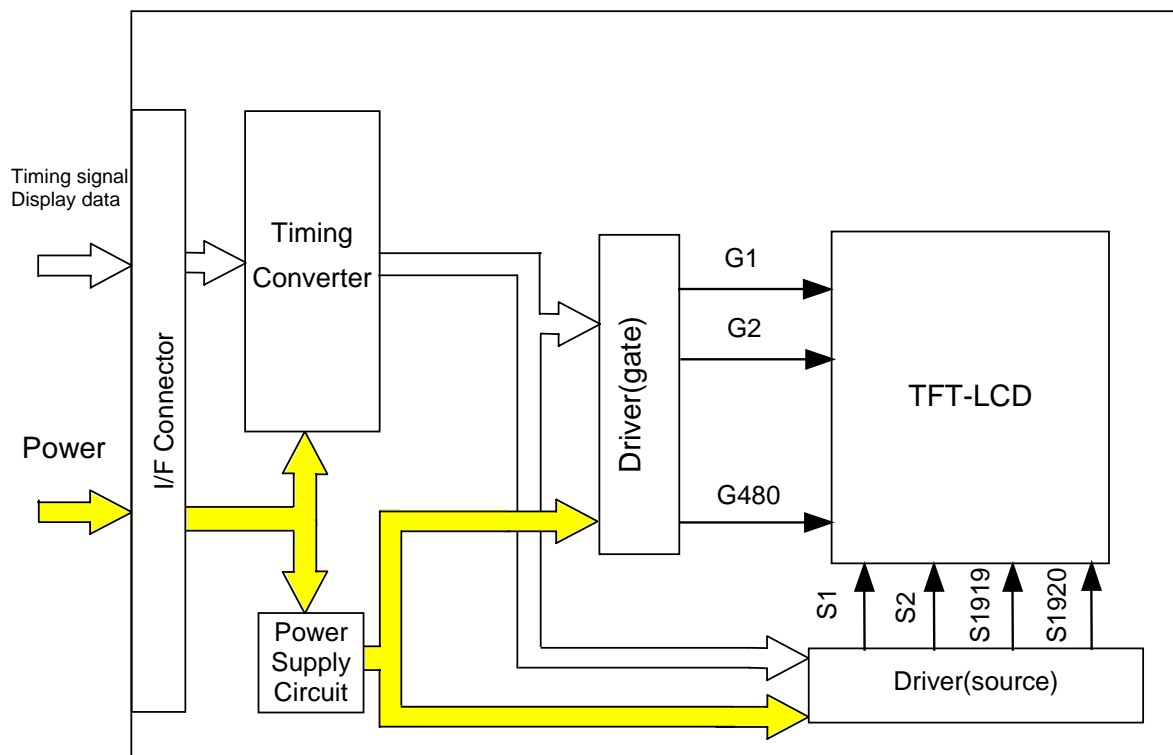 Timing signal
Display data
Power
I/F Connector
Timing
Converter
Power
Supply
Circuit
Driver(gate)
G1
G2
G480
TFT-LCD
S1
S2
S1919
S1920
Driver(source)